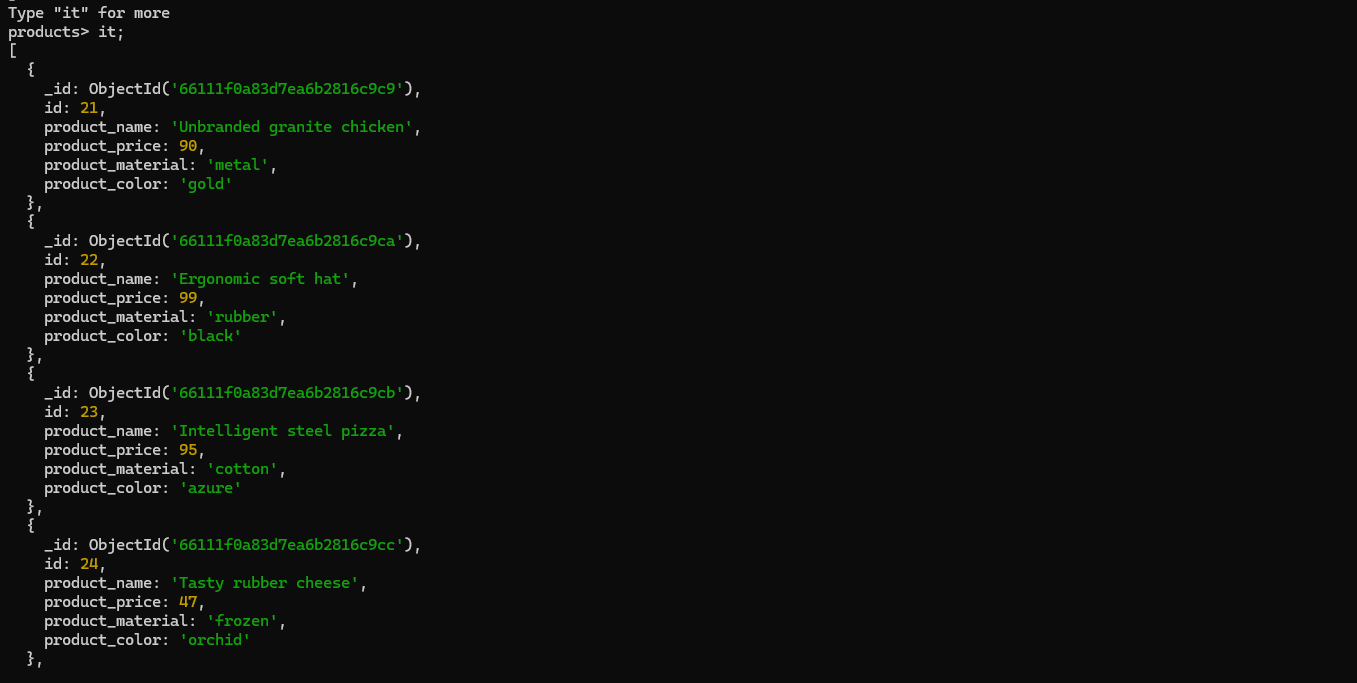 Type "it" for more
products> it;
[
  {
    _id: ObjectId('66111f0a83d7ea6b2816c9c9'),
    id: 21,
    product_name: 'Unbranded granite chicken',
    product_price: 90,
    product_material: 'metal',
    product_color: 'gold'
  },
  {
    _id: ObjectId('66111f0a83d7ea6b2816c9ca'),
    id: 22,
    product_name: 'Ergonomic soft hat',
    product_price: 99,
    product_material: 'rubber',
    product_color: 'black'
  },
  {
    _id: ObjectId('66111f0a83d7ea6b2816c9cb'),
    id: 23,
    product_name: 'Intelligent steel pizza',
    product_price: 95,
    product_material: 'cotton',
    product_color: 'azure'
  },
  {
    _id: ObjectId('66111f0a83d7ea6b2816c9cc'),
    id: 24,
    product_name: 'Tasty rubber cheese',
    product_price: 47,
    product_material: 'frozen',
    product_color: 'orchid'
  },